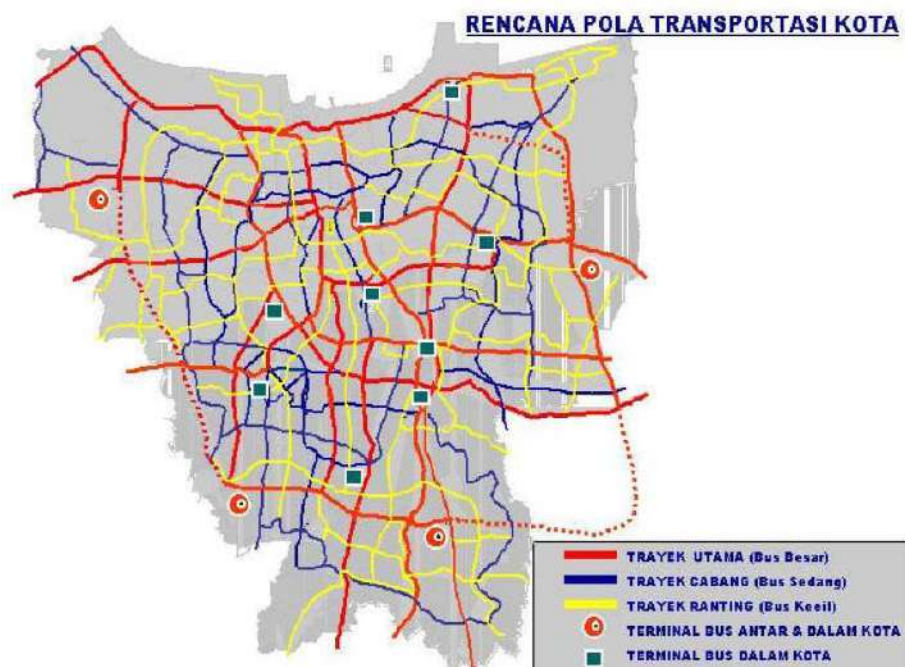 RENCANA POLA TRANSPORTASI KOTA
TRAYEK UTAMA (Bus Besar)
TRAYEK CABANG (Bus Sedang)
TRAYEK RANTING (Bus Kecil)
TERMINAL BUS ANTAR & DALAM KOTA
TERMINAL BUS DALAM KOTA